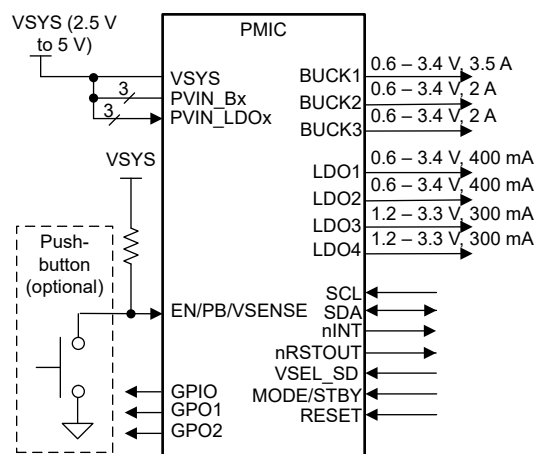 VSYS (2.5 V
to 5 V)
PMIC
VSYS
3
PVIN_Bx
3
PVIN_LDOx
VSYS
Push-
button
(optional)
EN/PB/VSENSE
GPIO
GPO1
GPO2
BUCK1
0.6 – 3.4 V, 3.5 A
BUCK2
0.6 – 3.4 V, 2 A
BUCK3
0.6 – 3.4 V, 2 A
LDO1
0.6 – 3.4 V, 400 mA
LDO2
0.6 – 3.4 V, 400 mA
LDO3
1.2 – 3.3 V, 300 mA
LDO4
1.2 – 3.3 V, 300 mA
SCL
SDA
nINT
nRSTOUT
VSEL_SD
MODE/STBY
RESET